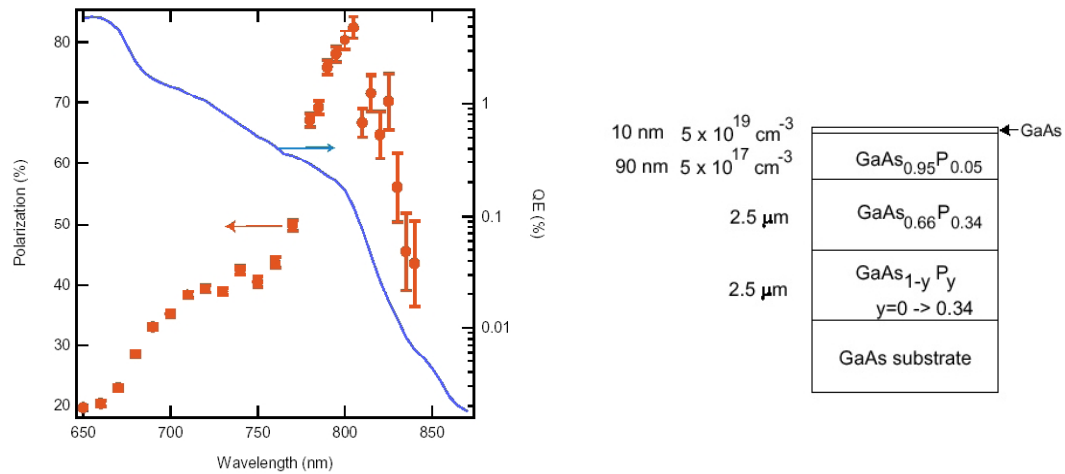 80
70
60
50
40
30
20
Polarization (%)
1
0.1
0.01
QE (%)
650 700 750 800 850
Wavelength (nm)
10 nm 5 x 10^19 cm^-3
GaAs
90 nm 5 x 10^17 cm^-3
GaAs0.95P0.05
2.5 μm
GaAs0.66P0.34
2.5 μm
GaAs1-y Py
y=0 -> 0.34
GaAs substrate